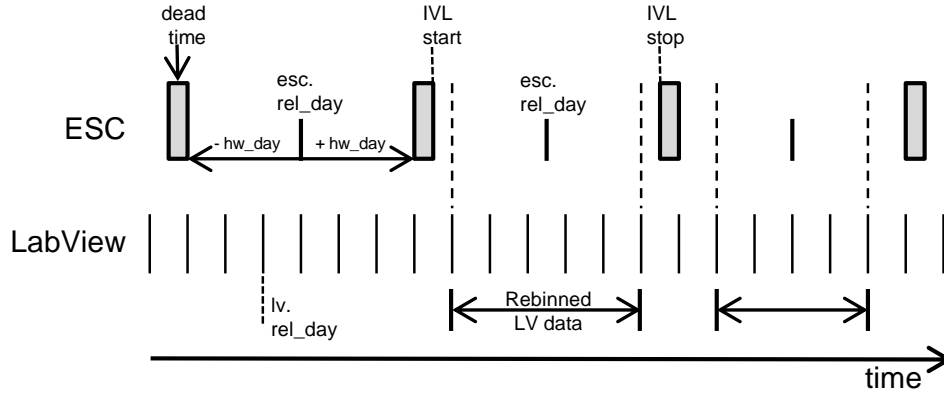 dead
time
IVL
start
IVL
stop
esc.
rel_day
esc.
rel_day
ESC
- hw_day
+ hw_day
LabView
lv.
rel_day
Rebinned
LV data
time